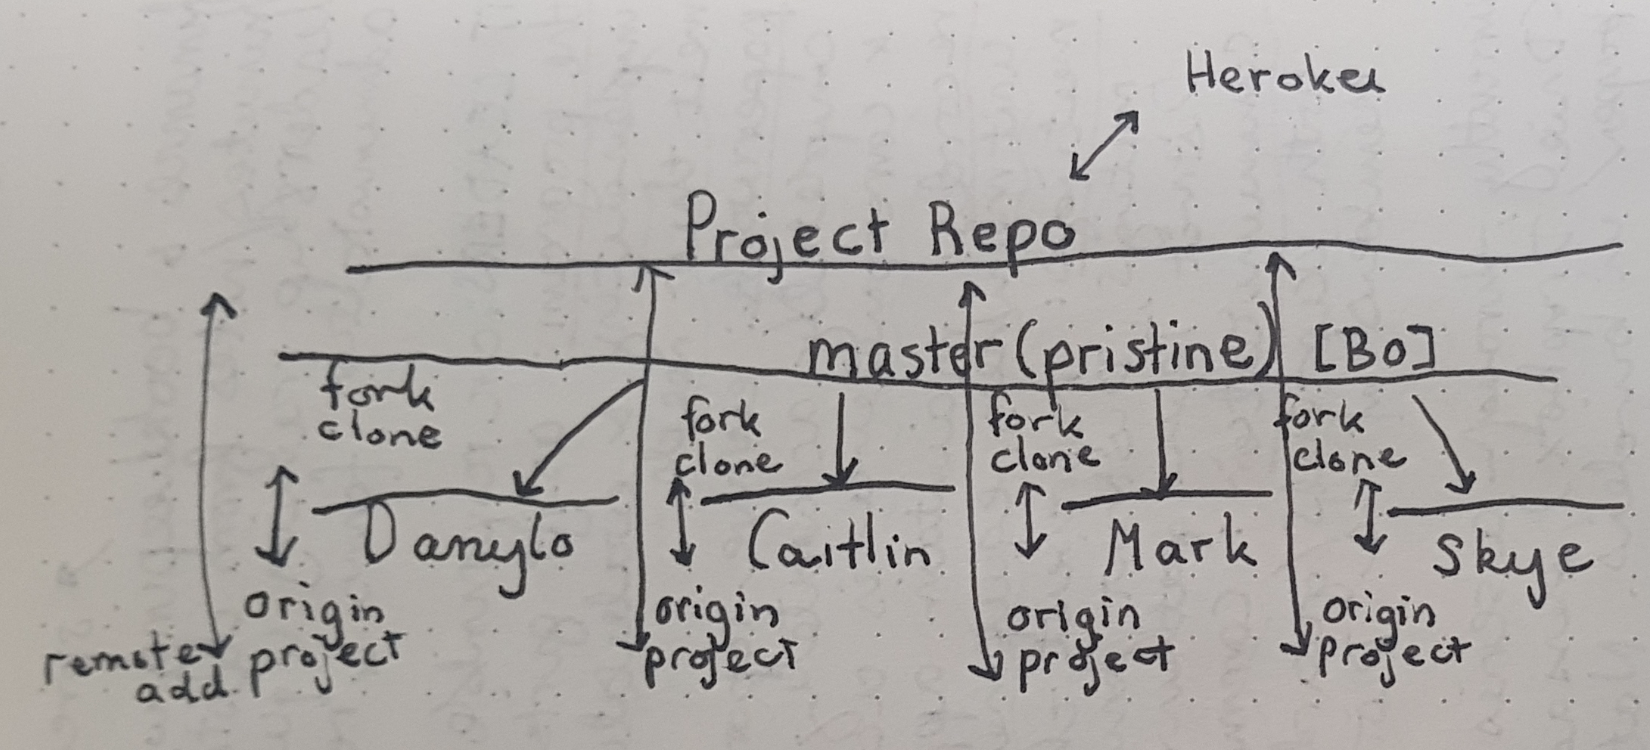 Heroku
Project Repo
master (pristine) [Bo]
fork
clone
fork
clone
fork
clone
fork
clone
Danylo
Caitlin
Mark
Skye
origin
project
origin
project
origin
project
origin
project
remote
add